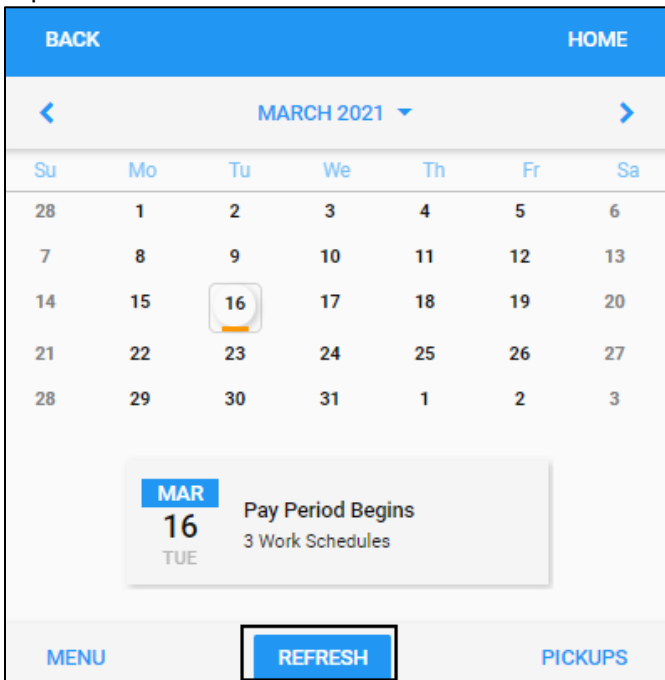 BACK HOME
MARCH 2021
Su Mo Tu We Th Fr Sa
28 1 2 3 4 5 6
7 8 9 10 11 12 13
14 15 16 17 18 19 20
21 22 23 24 25 26 27
28 29 30 31 1 2 3
MAR
16
TUE
Pay Period Begins
3 Work Schedules
MENU REFRESH PICKUPS